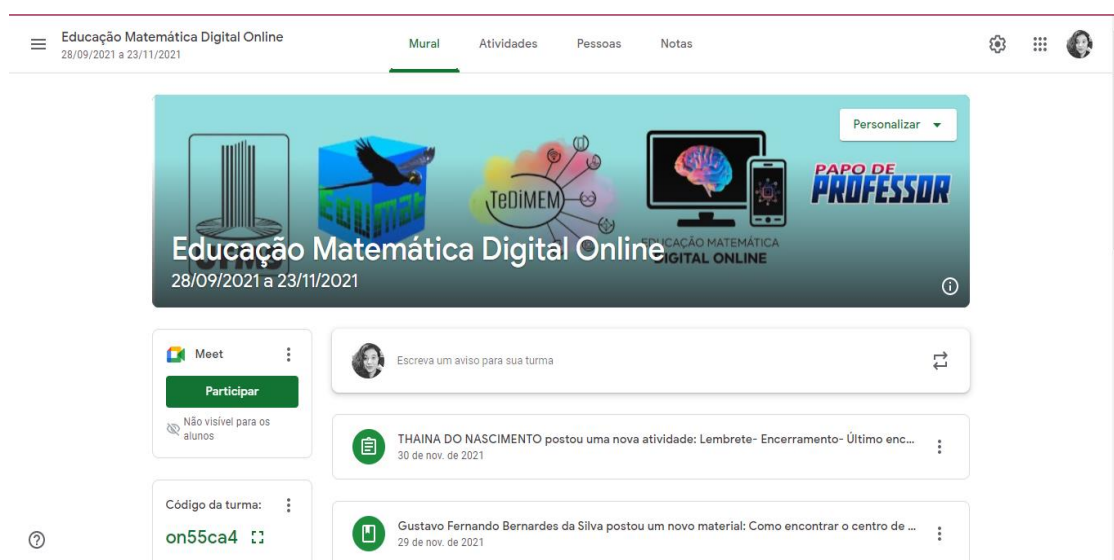 Educação Matemática Digital Online
28/09/2021 a 23/11/2021
Mural
Atividades
Pessoas
Notas
Personalizar
UFMS
Edumat
TeDiMEM
EDUCAÇÃO MATEMÁTICA
DIGITAL ONLINE
PAPO DE
PROFESSOR
Educação Matemática Digital Online
28/09/2021 a 23/11/2021
Meet
Participar
Não visível para os
alunos
Código da turma:
on55ca4
Escreva um aviso para sua turma
THAINA DO NASCIMENTO postou uma nova atividade: Lembrete- Encerramento- Último enc...
30 de nov. de 2021
Gustavo Fernando Bernardes da Silva postou um novo material: Como encontrar o centro de ...
29 de nov. de 2021